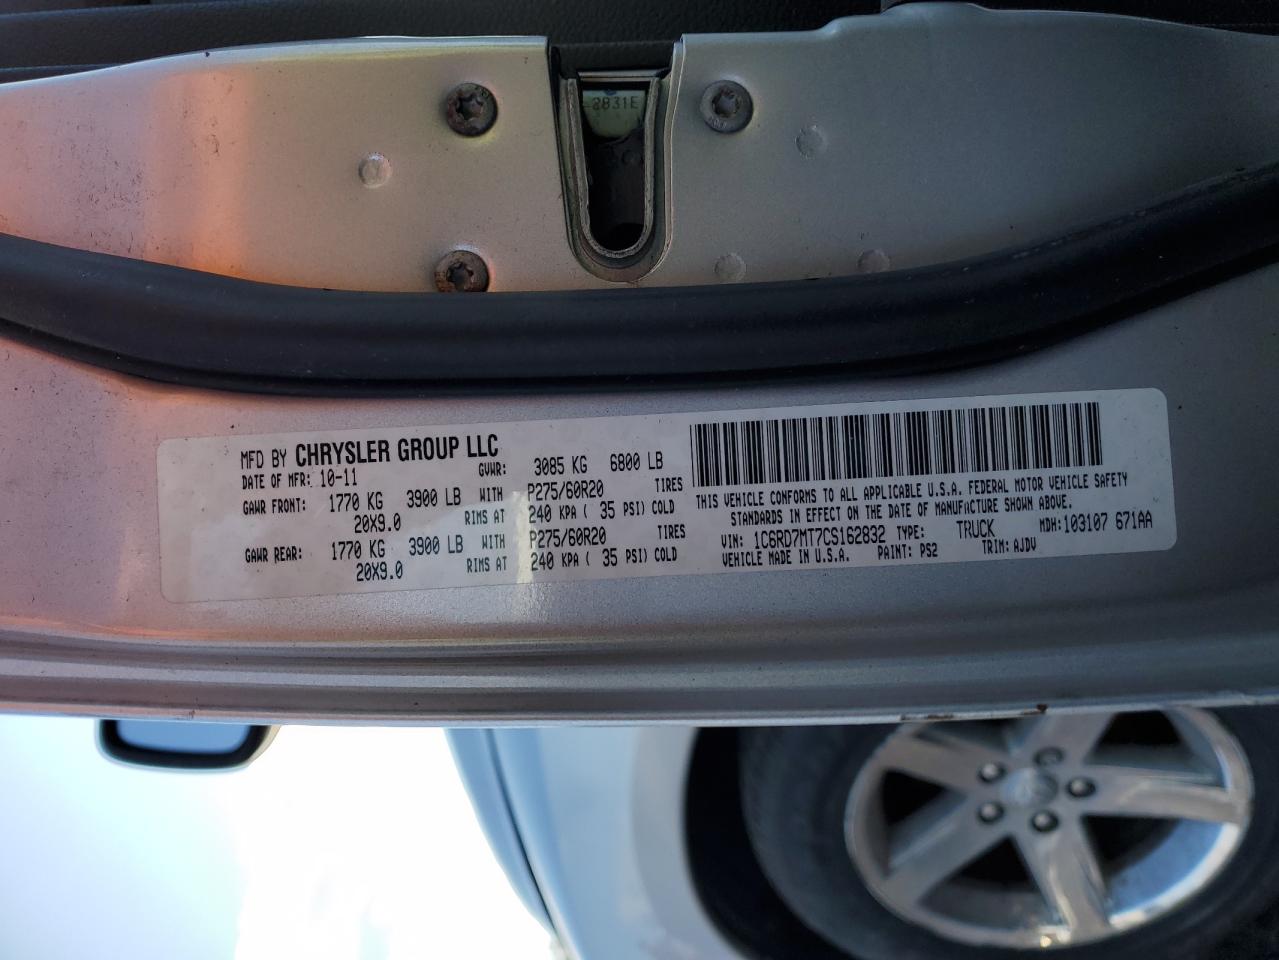 2831E
MFD BY CHRYSLER GROUP LLC
DATE OF MFR: 10-11 GVWR: 3085 KG 6800 LB
GAWR FRONT: 1770 KG 3900 LB WITH P275/60R20 TIRES
20X9.0 RIMS AT 240 KPA ( 35 PSI) COLD
GAWR REAR: 1770 KG 3900 LB WITH P275/60R20 TIRES
20X9.0 RIMS AT 240 KPA ( 35 PSI) COLD
THIS VEHICLE CONFORMS TO ALL APPLICABLE U.S.A. FEDERAL MOTOR VEHICLE SAFETY
STANDARDS IN EFFECT ON THE DATE OF MANUFACTURE SHOWN ABOVE.
VIN: 1C6RD7MT7CS162832 TYPE: TRUCK MDH: 103107 671AA
VEHICLE MADE IN U.S.A. PAINT: PS2 TRIM: AJDV